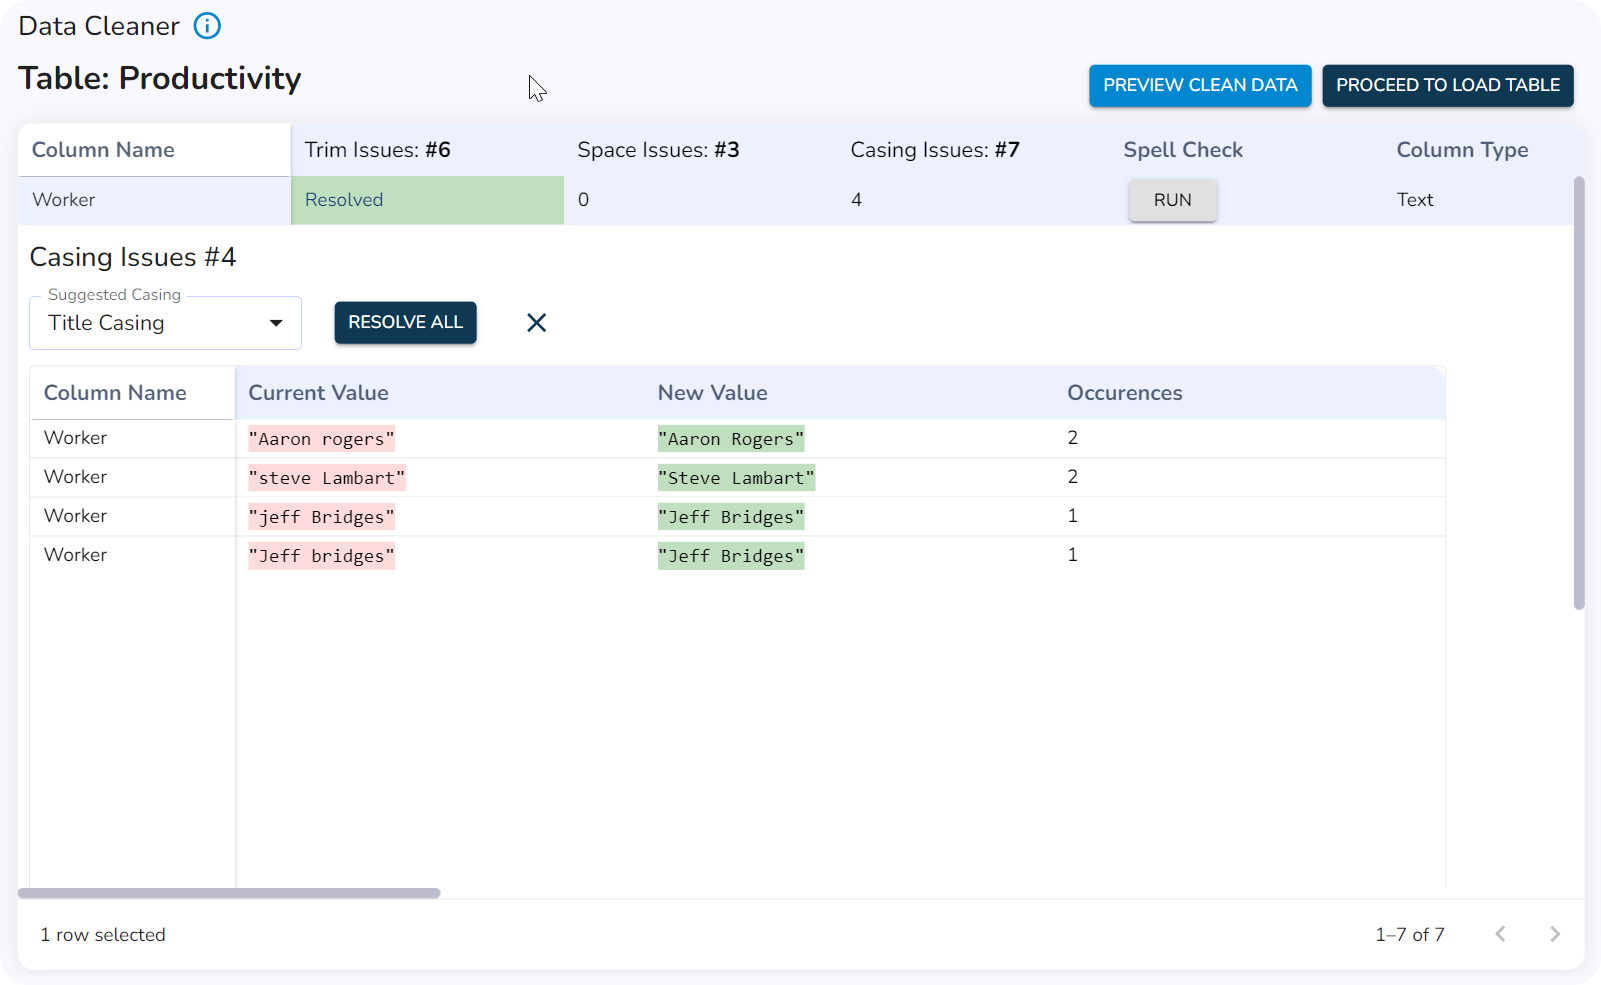 Data Cleaner
Table: Productivity
PREVIEW CLEAN DATA PROCEED TO LOAD TABLE
Column Name Trim Issues: #6 Space Issues: #3 Casing Issues: #7 Spell Check Column Type
Worker Resolved 0 4 RUN Text
Casing Issues #4
Suggested Casing
Title Casing RESOLVE ALL
Column Name Current Value New Value Occurences
Worker "Aaron rogers" "Aaron Rogers" 2
Worker "steve Lambart" "Steve Lambart" 2
Worker "jeff Bridges" "Jeff Bridges" 1
Worker "Jeff bridges" "Jeff Bridges" 1
1 row selected 1–7 of 7